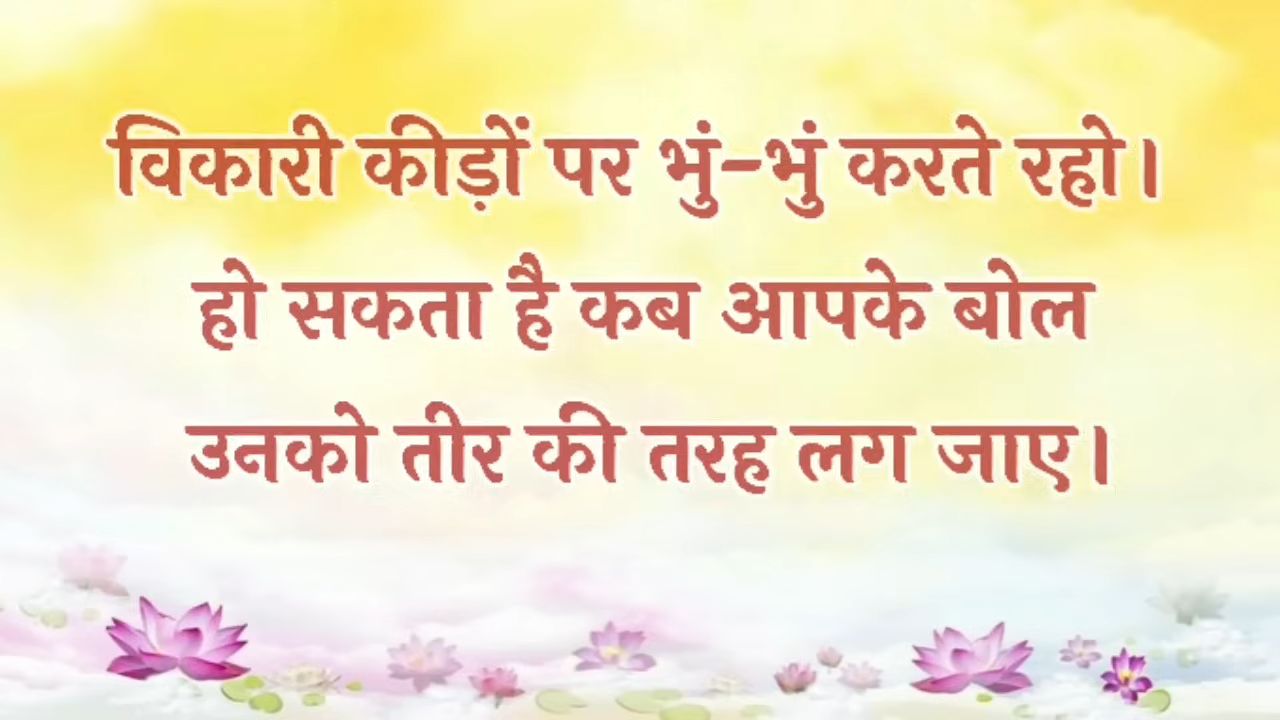 विकारी कीड़ों पर भुं-भुं करते रहो।
हो सकता है कब आपके बोल
उनको तीर की तरह लग जाए।